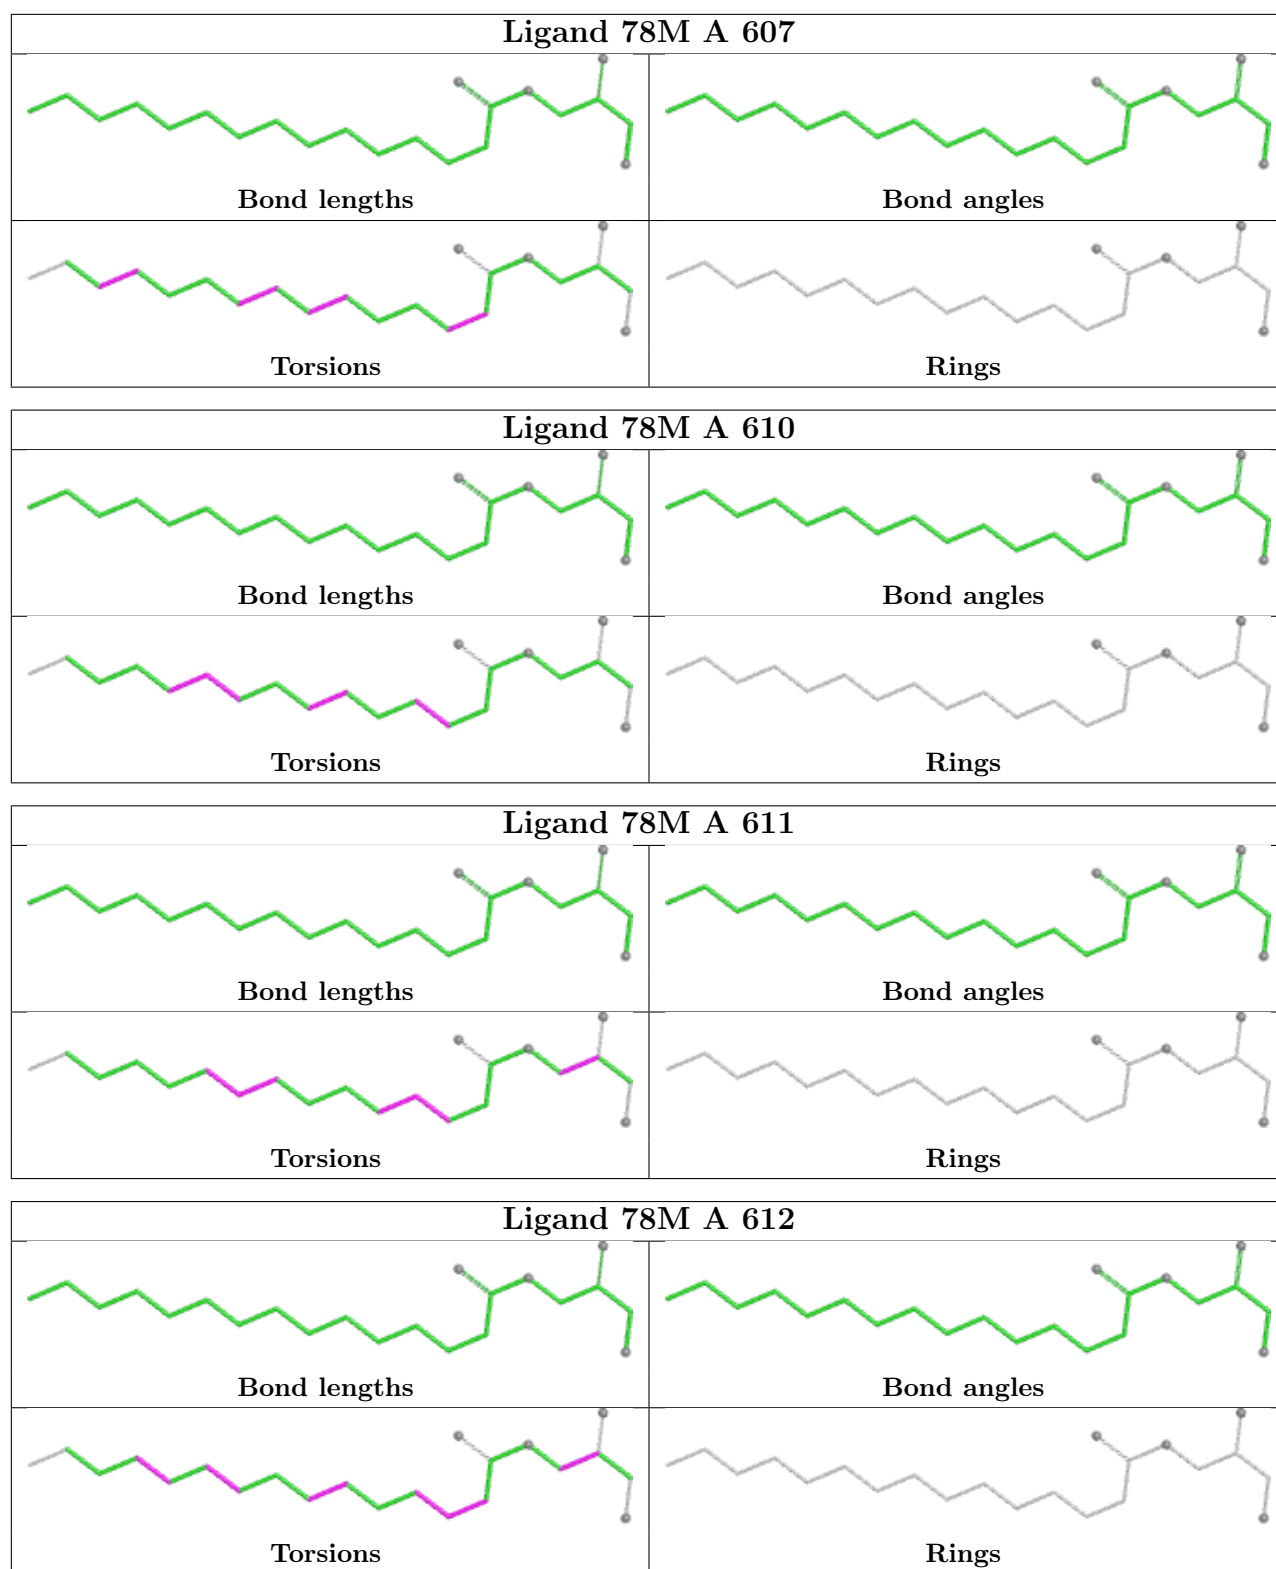 Ligand 78M A 607
Bond lengths
Bond angles
Torsions
Rings
Ligand 78M A 610
Bond lengths
Bond angles
Torsions
Rings
Ligand 78M A 611
Bond lengths
Bond angles
Torsions
Rings
Ligand 78M A 612
Bond lengths
Bond angles
Torsions
Rings